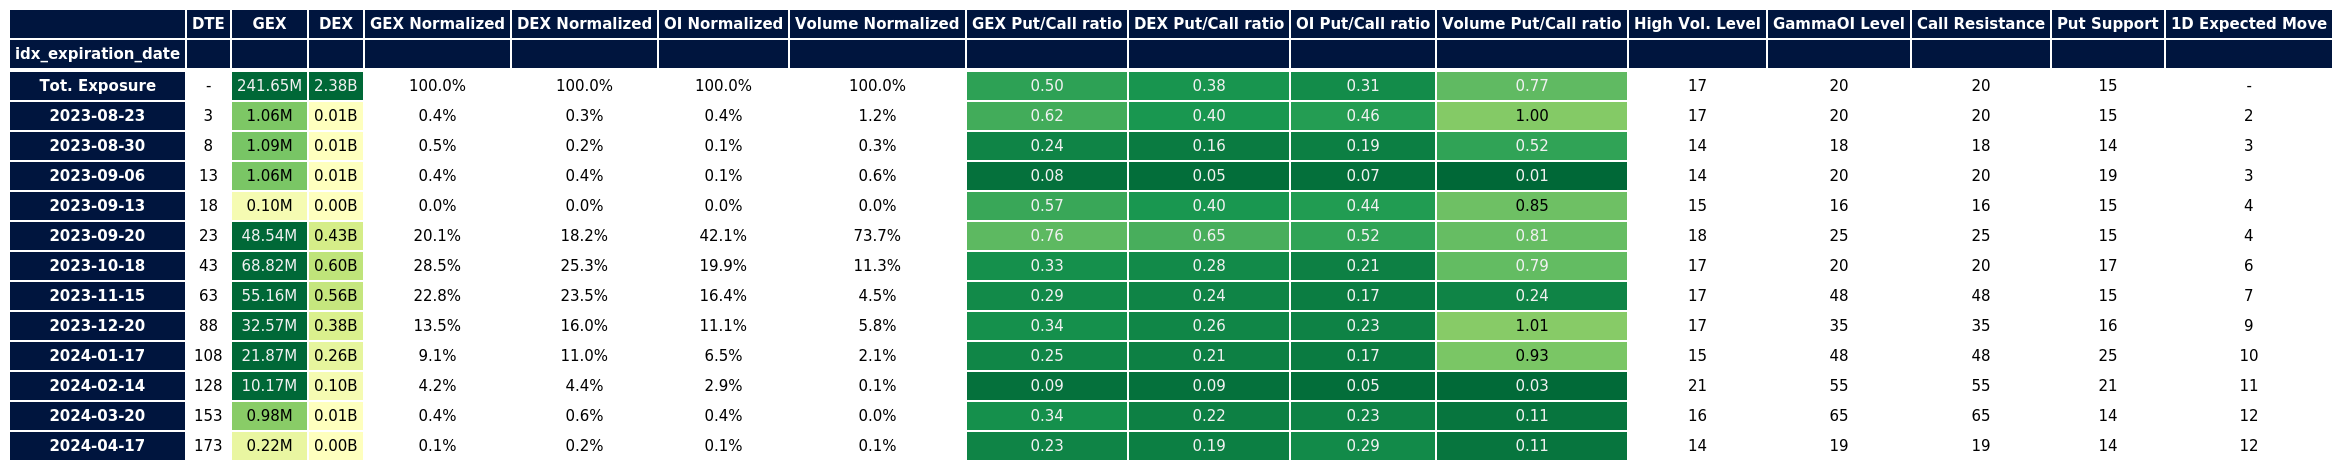 DTE GEX DEX GEX Normalized DEX Normalized OI Normalized Volume Normalized GEX Put/Call ratio DEX Put/Call ratio OI Put/Call ratio Volume Put/Call ratio High Vol. Level GammaOI Level Call Resistance Put Support 1D Expected Move
idx_expiration_date
Tot. Exposure - 241.65M 2.38B 100.0% 100.0% 100.0% 100.0% 0.50 0.38 0.31 0.77 17 20 20 15 -
2023-08-23 3 1.06M 0.01B 0.4% 0.3% 0.4% 1.2% 0.62 0.40 0.46 1.00 17 20 20 15 2
2023-08-30 8 1.09M 0.01B 0.5% 0.2% 0.1% 0.3% 0.24 0.16 0.19 0.52 14 18 18 14 3
2023-09-06 13 1.06M 0.01B 0.4% 0.4% 0.1% 0.6% 0.08 0.05 0.07 0.01 14 20 20 19 3
2023-09-13 18 0.10M 0.00B 0.0% 0.0% 0.0% 0.0% 0.57 0.40 0.44 0.85 15 16 16 15 4
2023-09-20 23 48.54M 0.43B 20.1% 18.2% 42.1% 73.7% 0.76 0.65 0.52 0.81 18 25 25 15 4
2023-10-18 43 68.82M 0.60B 28.5% 25.3% 19.9% 11.3% 0.33 0.28 0.21 0.79 17 20 20 17 6
2023-11-15 63 55.16M 0.56B 22.8% 23.5% 16.4% 4.5% 0.29 0.24 0.17 0.24 17 48 48 15 7
2023-12-20 88 32.57M 0.38B 13.5% 16.0% 11.1% 5.8% 0.34 0.26 0.23 1.01 17 35 35 16 9
2024-01-17 108 21.87M 0.26B 9.1% 11.0% 6.5% 2.1% 0.25 0.21 0.17 0.93 15 48 48 25 10
2024-02-14 128 10.17M 0.10B 4.2% 4.4% 2.9% 0.1% 0.09 0.09 0.05 0.03 21 55 55 21 11
2024-03-20 153 0.98M 0.01B 0.4% 0.6% 0.4% 0.0% 0.34 0.22 0.23 0.11 16 65 65 14 12
2024-04-17 173 0.22M 0.00B 0.1% 0.2% 0.1% 0.1% 0.23 0.19 0.29 0.11 14 19 19 14 12